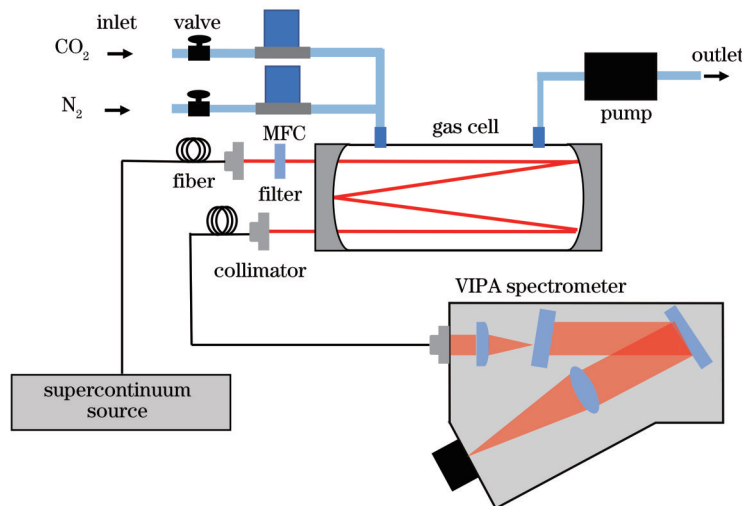 inlet
valve
CO2
N2
MFC
gas cell
outlet
pump
fiber
filter
collimator
VIPA spectrometer
supercontinuum
source